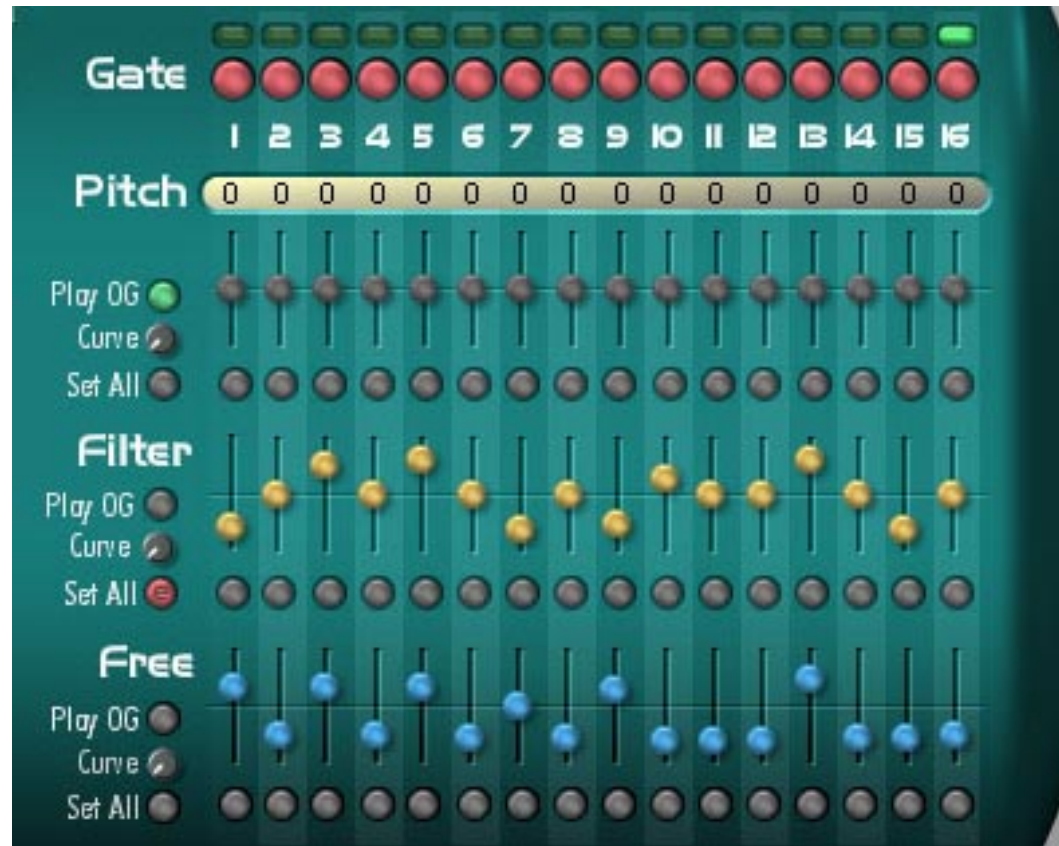 Gate
1 2 3 4 5 6 7 8 9 10 11 12 13 14 15 16
Pitch 0 0 0 0 0 0 0 0 0 0 0 0 0 0 0 0
Play OG
Curve
Set All
Filter
Play OG
Curve
Set All
Free
Play OG
Curve
Set All